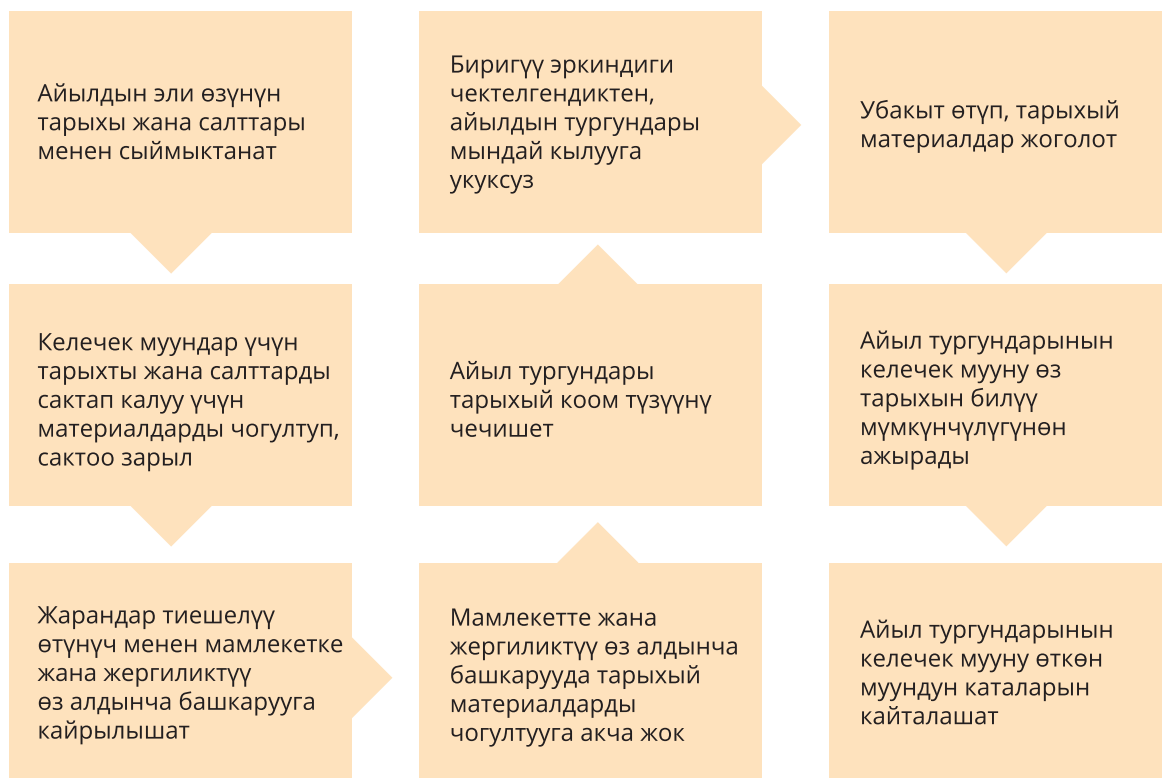 Айылдын эли өзүнүн
тарыхы жана салттары
менен сыймыктанат
Келечек муундар үчүн
тарыхты жана салттарды
сактап калуу үчүн
материалдарды чогултуп,
сактоо зарыл
Жарандар тиешелүү
өтүнүч менен мамлекетке
жана жергиликтүү
өз алдынча башкарууга
кайрылышат
Мамлекетте жана
жергиликтүү өз алдынча
башкарууда тарыхый
материалдарды
чогултууга акча жок
Айыл тургундары
тарыхый коом түзүүнү
чечишет
Биригүү эркиндиги
чектелгендиктен,
айылдын тургундары
мындай кылууга
укуксуз
Убакыт өтүп, тарыхый
материалдар жоголот
Айыл тургундарынын
келечек мууну өз
тарыхын билүү
мүмкүнчүлүгүнөн
ажырады
Айыл тургундарынын
келечек мууну өткөн
муундун каталарын
кайталашат